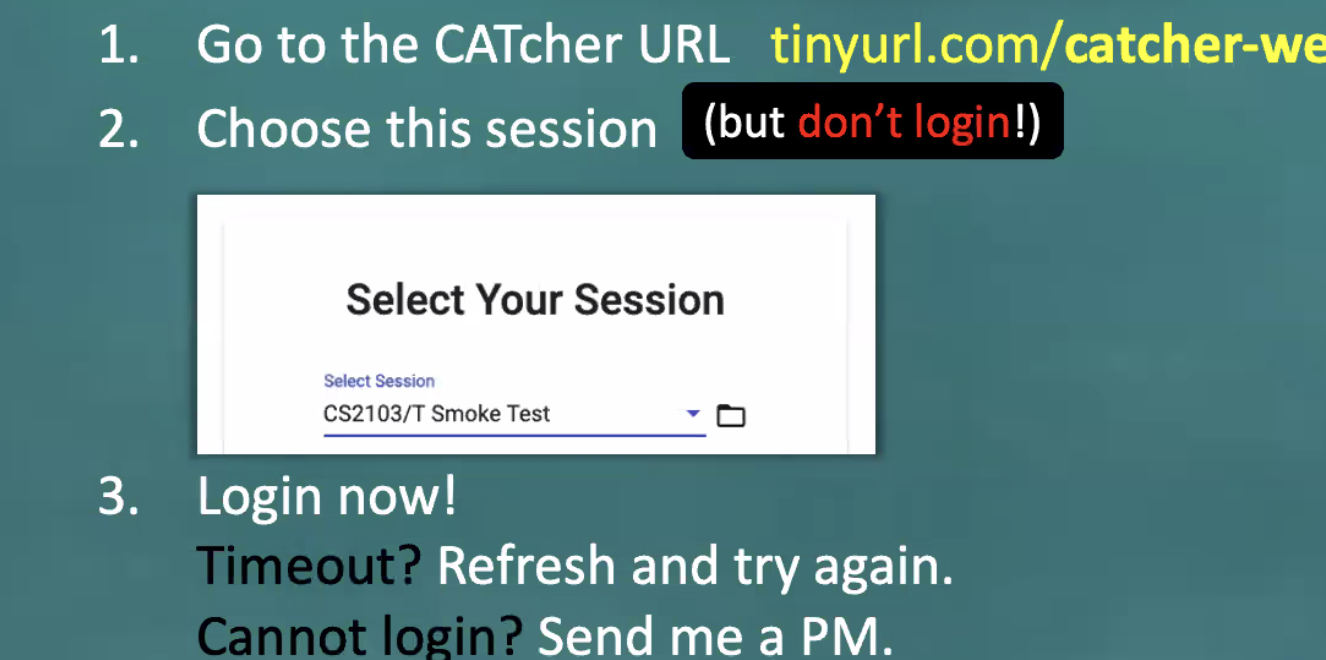 1. Go to the CATcher URL tinyurl.com/catcher-we
2. Choose this session (but don't login!)
Select Your Session
Select Session
CS2103/T Smoke Test
3. Login now!
Timeout? Refresh and try again.
Cannot login? Send me a PM.